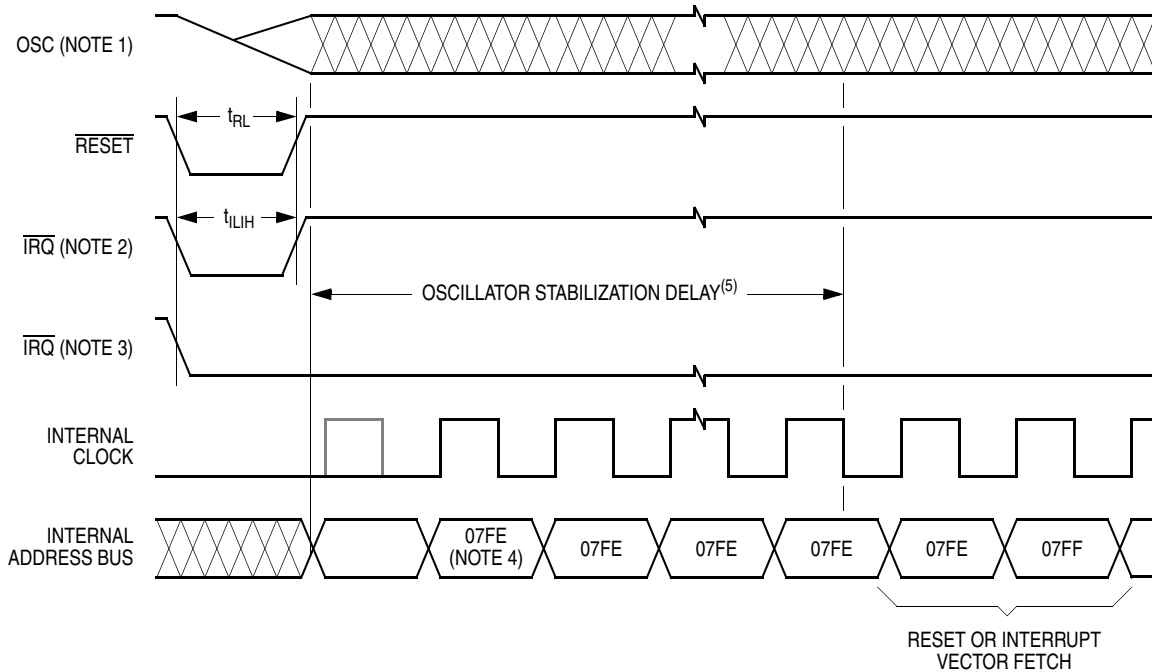 OSC (NOTE 1)
RESET
tRL
IRQ (NOTE 2)
tILIH
OSCILLATOR STABILIZATION DELAY(5)
IRQ (NOTE 3)
INTERNAL
CLOCK
INTERNAL
ADDRESS BUS
07FE
(NOTE 4)
07FE
07FE
07FE
07FE
07FF
RESET OR INTERRUPT
VECTOR FETCH